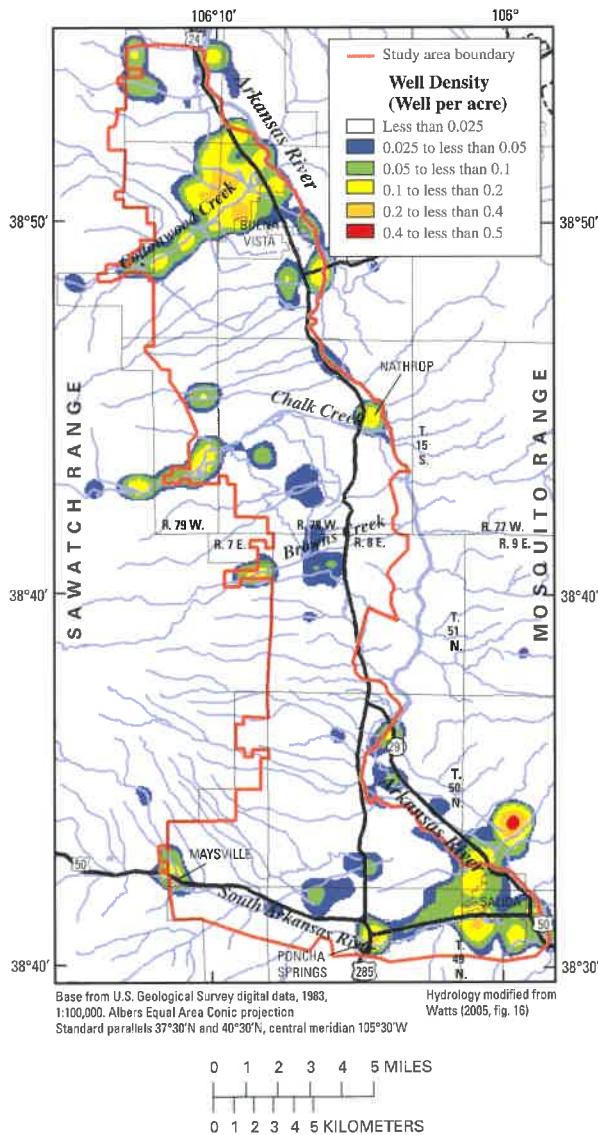 106°10'
106°
24
Study area boundary
Well Density
(Well per acre)
Less than 0.025
0.025 to less than 0.05
0.05 to less than 0.1
0.1 to less than 0.2
0.2 to less than 0.4
0.4 to less than 0.5
Arkansas River
38°50'
38°50'
Cottonwood Creek
BUENA
VISTA
NATHROP
Chalk Creek
T.
15
S.
SAWATCH RANGE
MOSQUITO RANGE
R. 79 W.
R. 78 W.
R. 77 W.
R. 7 E.
Browns Creek
R. 8 E.
R. 9 E.
38°40'
38°40'
T.
51
N.
291
T.
50
N.
Arkansas River
50
MAYSVILLE
SALIDA
South Arkansas River
50
PONCHA
SPRINGS
285
T.
49
N.
38°40'
38°30'
Base from U.S. Geological Survey digital data, 1983,
1:100,000. Albers Equal Area Conic projection
Standard parallels 37°30'N and 40°30'N, central meridian 105°30'W
Hydrology modified from
Watts (2005, fig. 16)
0 1 2 3 4 5 MILES
0 1 2 3 4 5 KILOMETERS